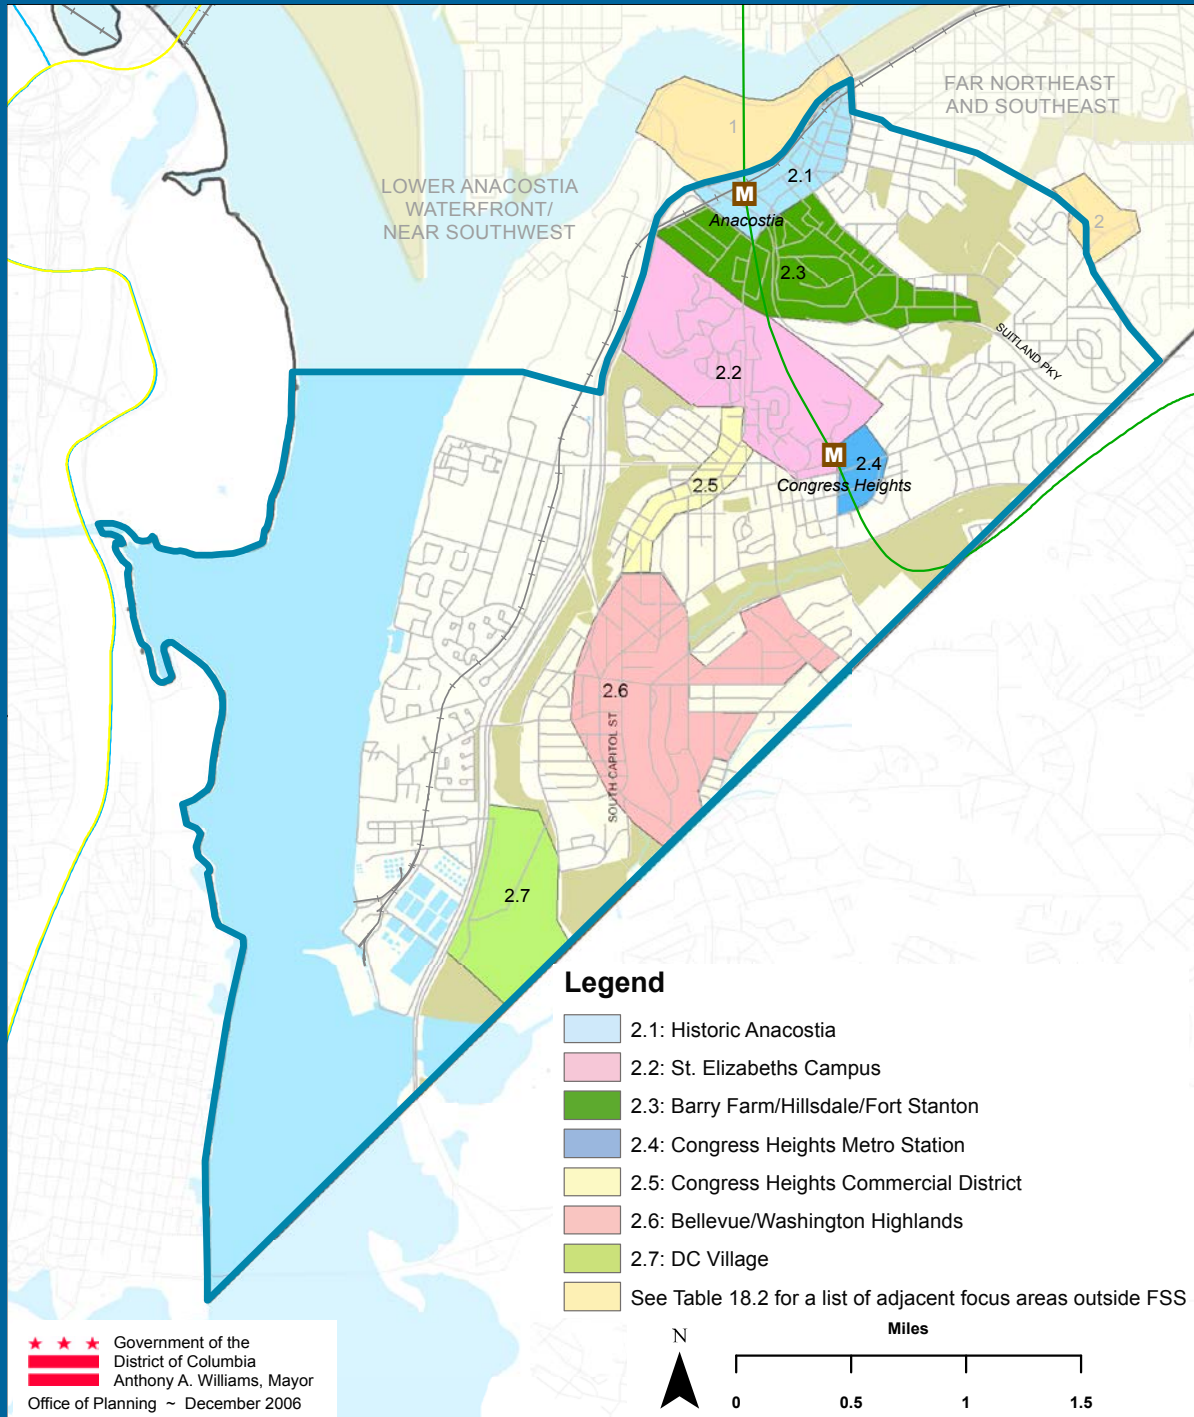 FAR NORTHEAST
AND SOUTHEAST
1
LOWER ANACOSTIA
WATERFRONT/
NEAR SOUTHWEST
2.1
M
Anacostia
2
2.3
SUITLAND PKY
2.2
M
2.4
Congress Heights
2.5
2.6
SOUTH CAPITOL ST
2.7
Legend
2.1: Historic Anacostia
2.2: St. Elizabeths Campus
2.3: Barry Farm/Hillsdale/Fort Stanton
2.4: Congress Heights Metro Station
2.5: Congress Heights Commercial District
2.6: Bellevue/Washington Highlands
2.7: DC Village
See Table 18.2 for a list of adjacent focus areas outside FSS
Government of the
District of Columbia
Anthony A. Williams, Mayor
Office of Planning ~ December 2006
N
Miles
0 0.5 1 1.5